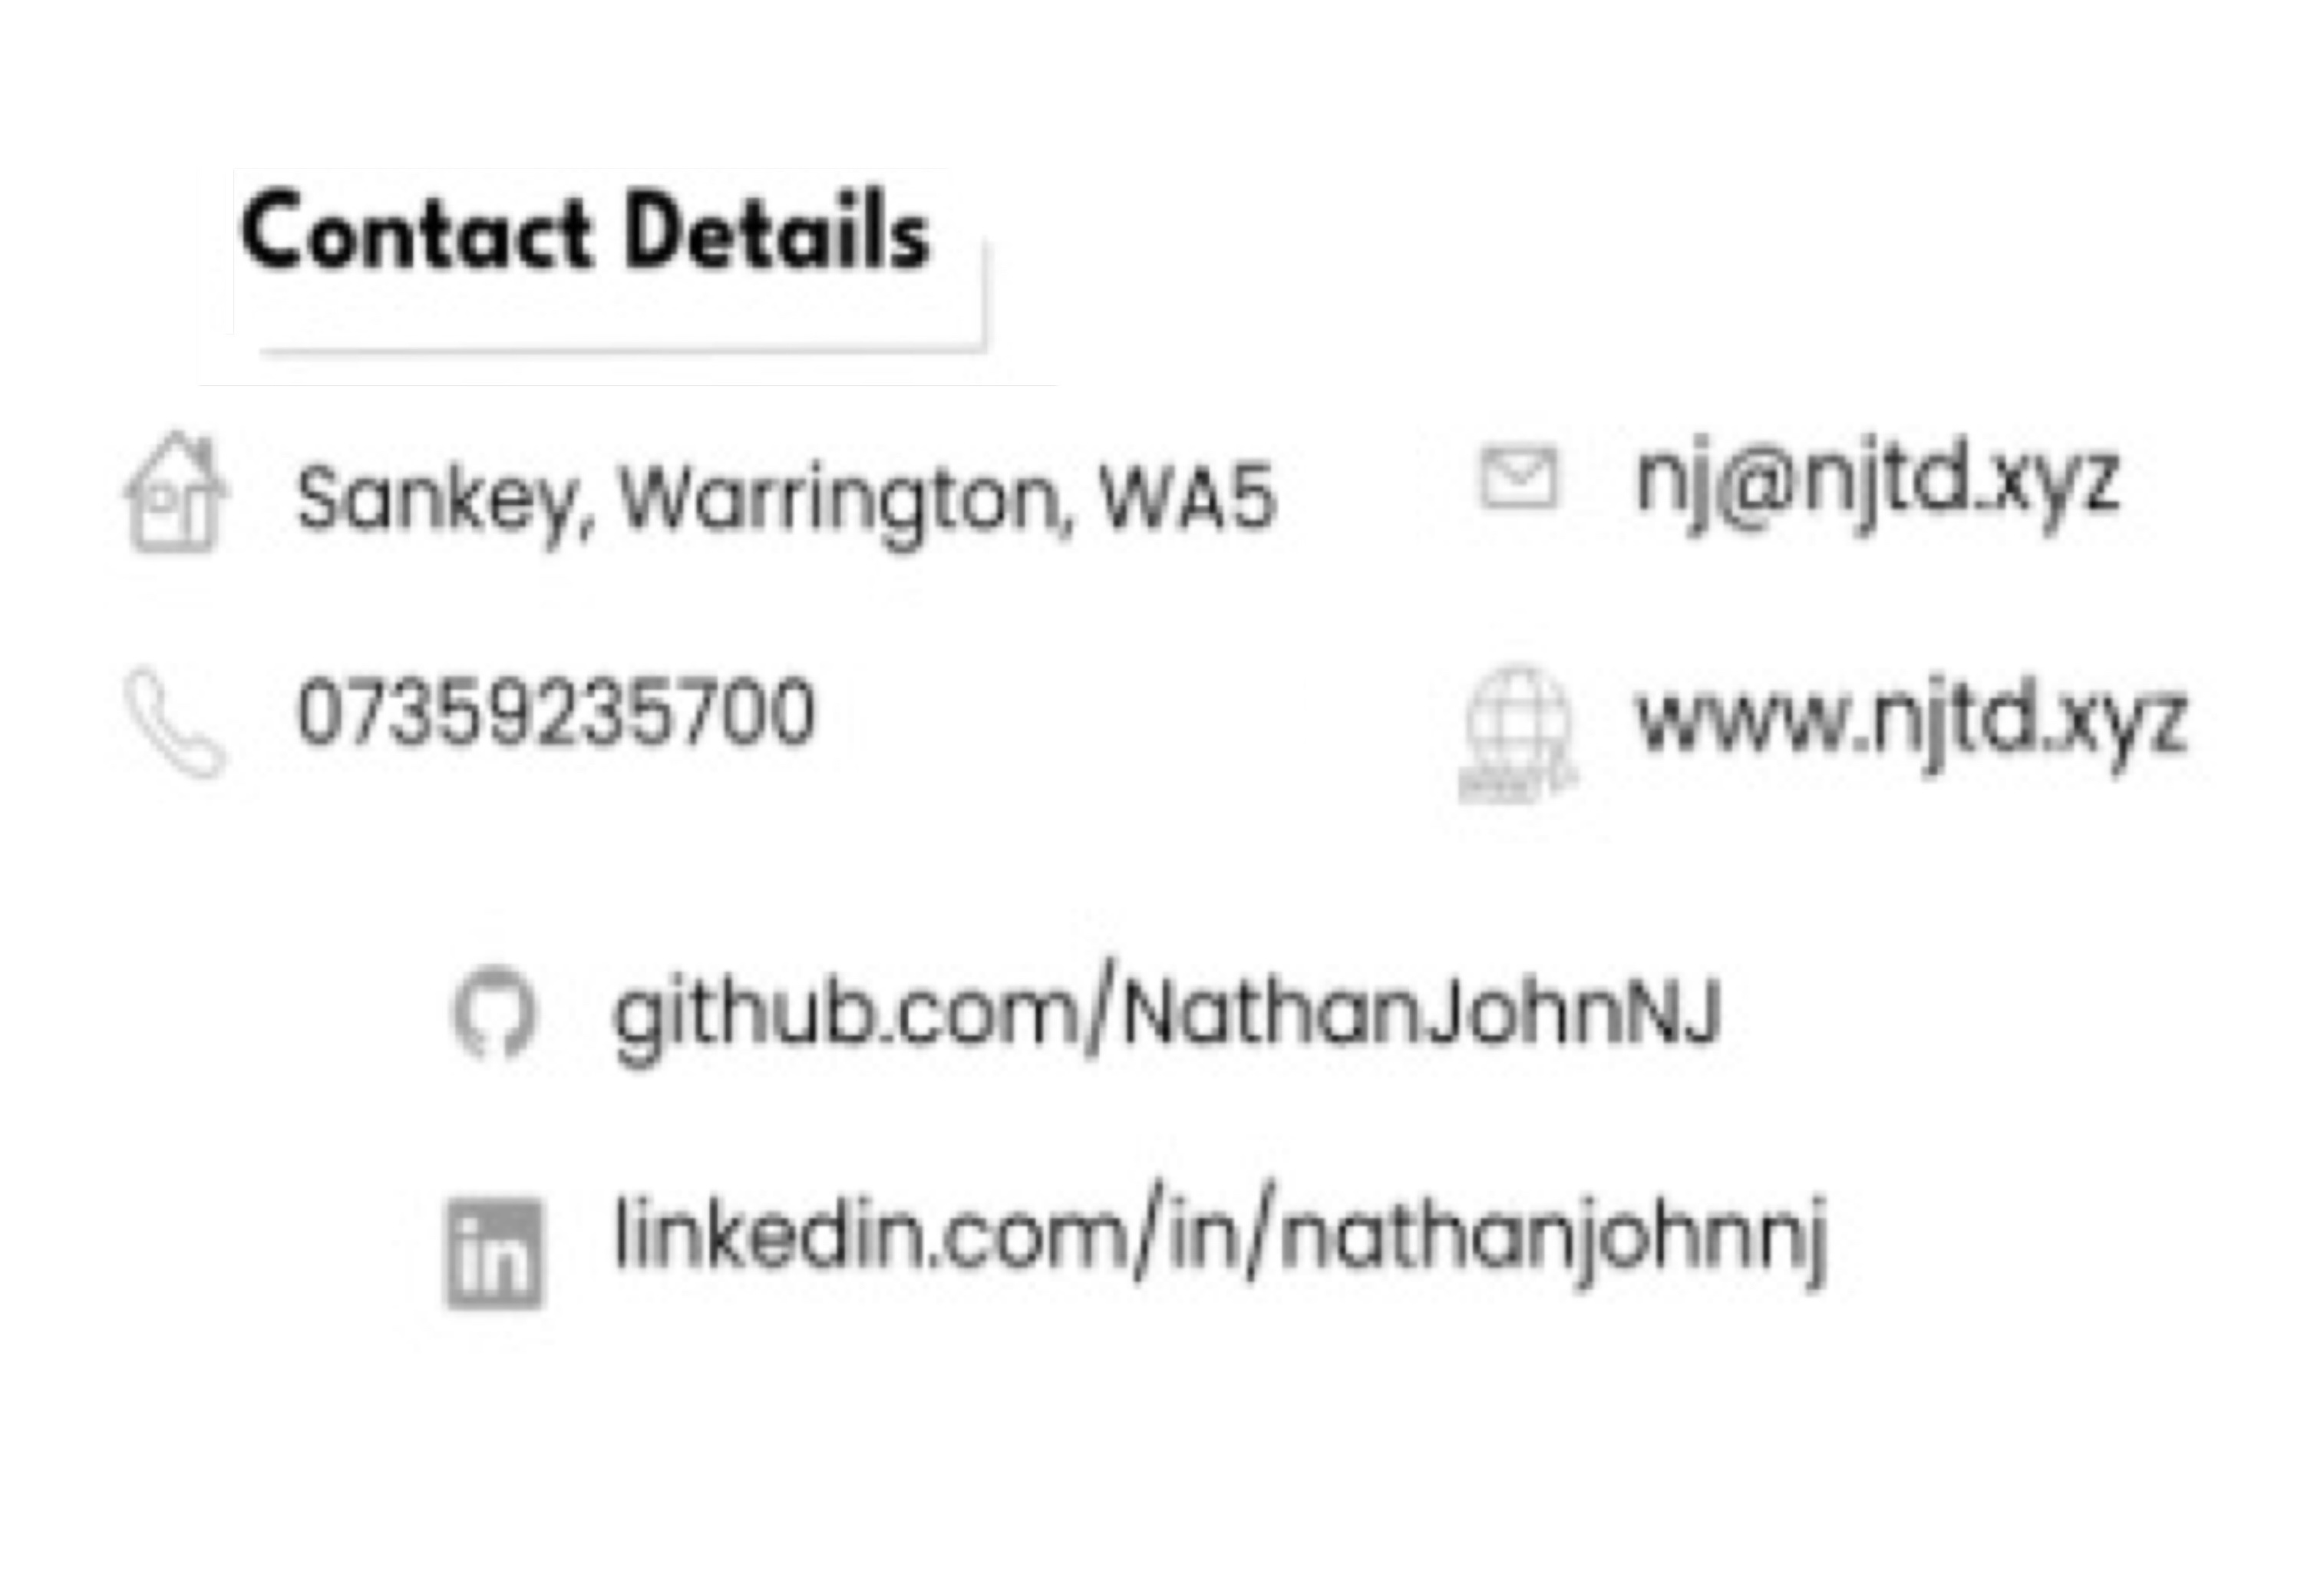 Contact Details
Sankey, Warrington, WA5
nj@njtd.xyz
07359235700
www.njtd.xyz
github.com/NathanJohnNJ
linkedin.com/in/nathanjohnnj